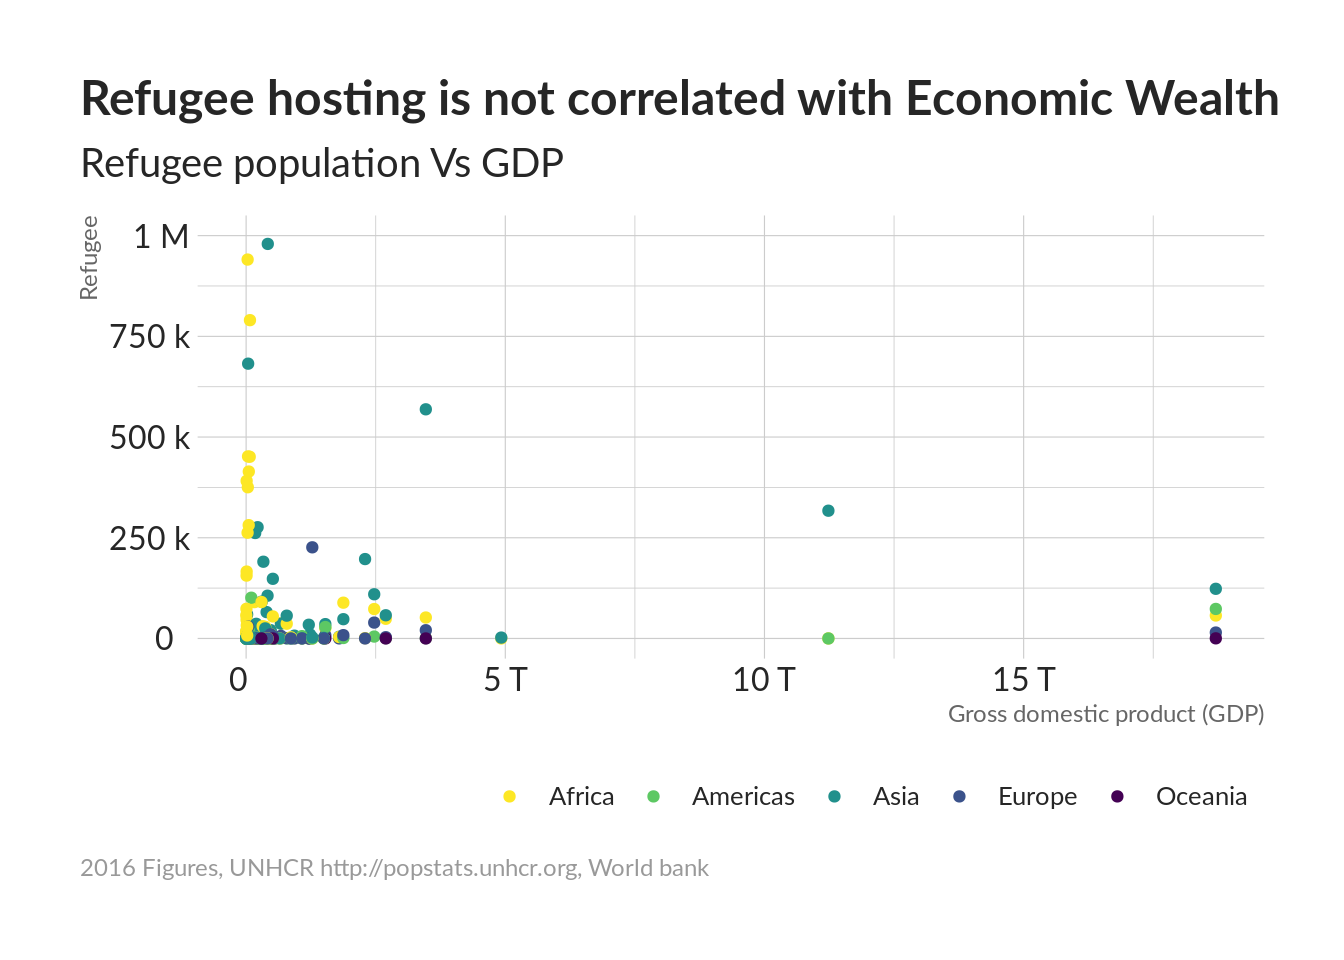 Refugee hosting is not correlated with Economic Wealth
Refugee population Vs GDP
Refugee
1 M
750 k
500 k
250 k
0
0 5 T 10 T 15 T
Gross domestic product (GDP)
Africa Americas Asia Europe Oceania
2016 Figures, UNHCR http://popstats.unhcr.org, World bank